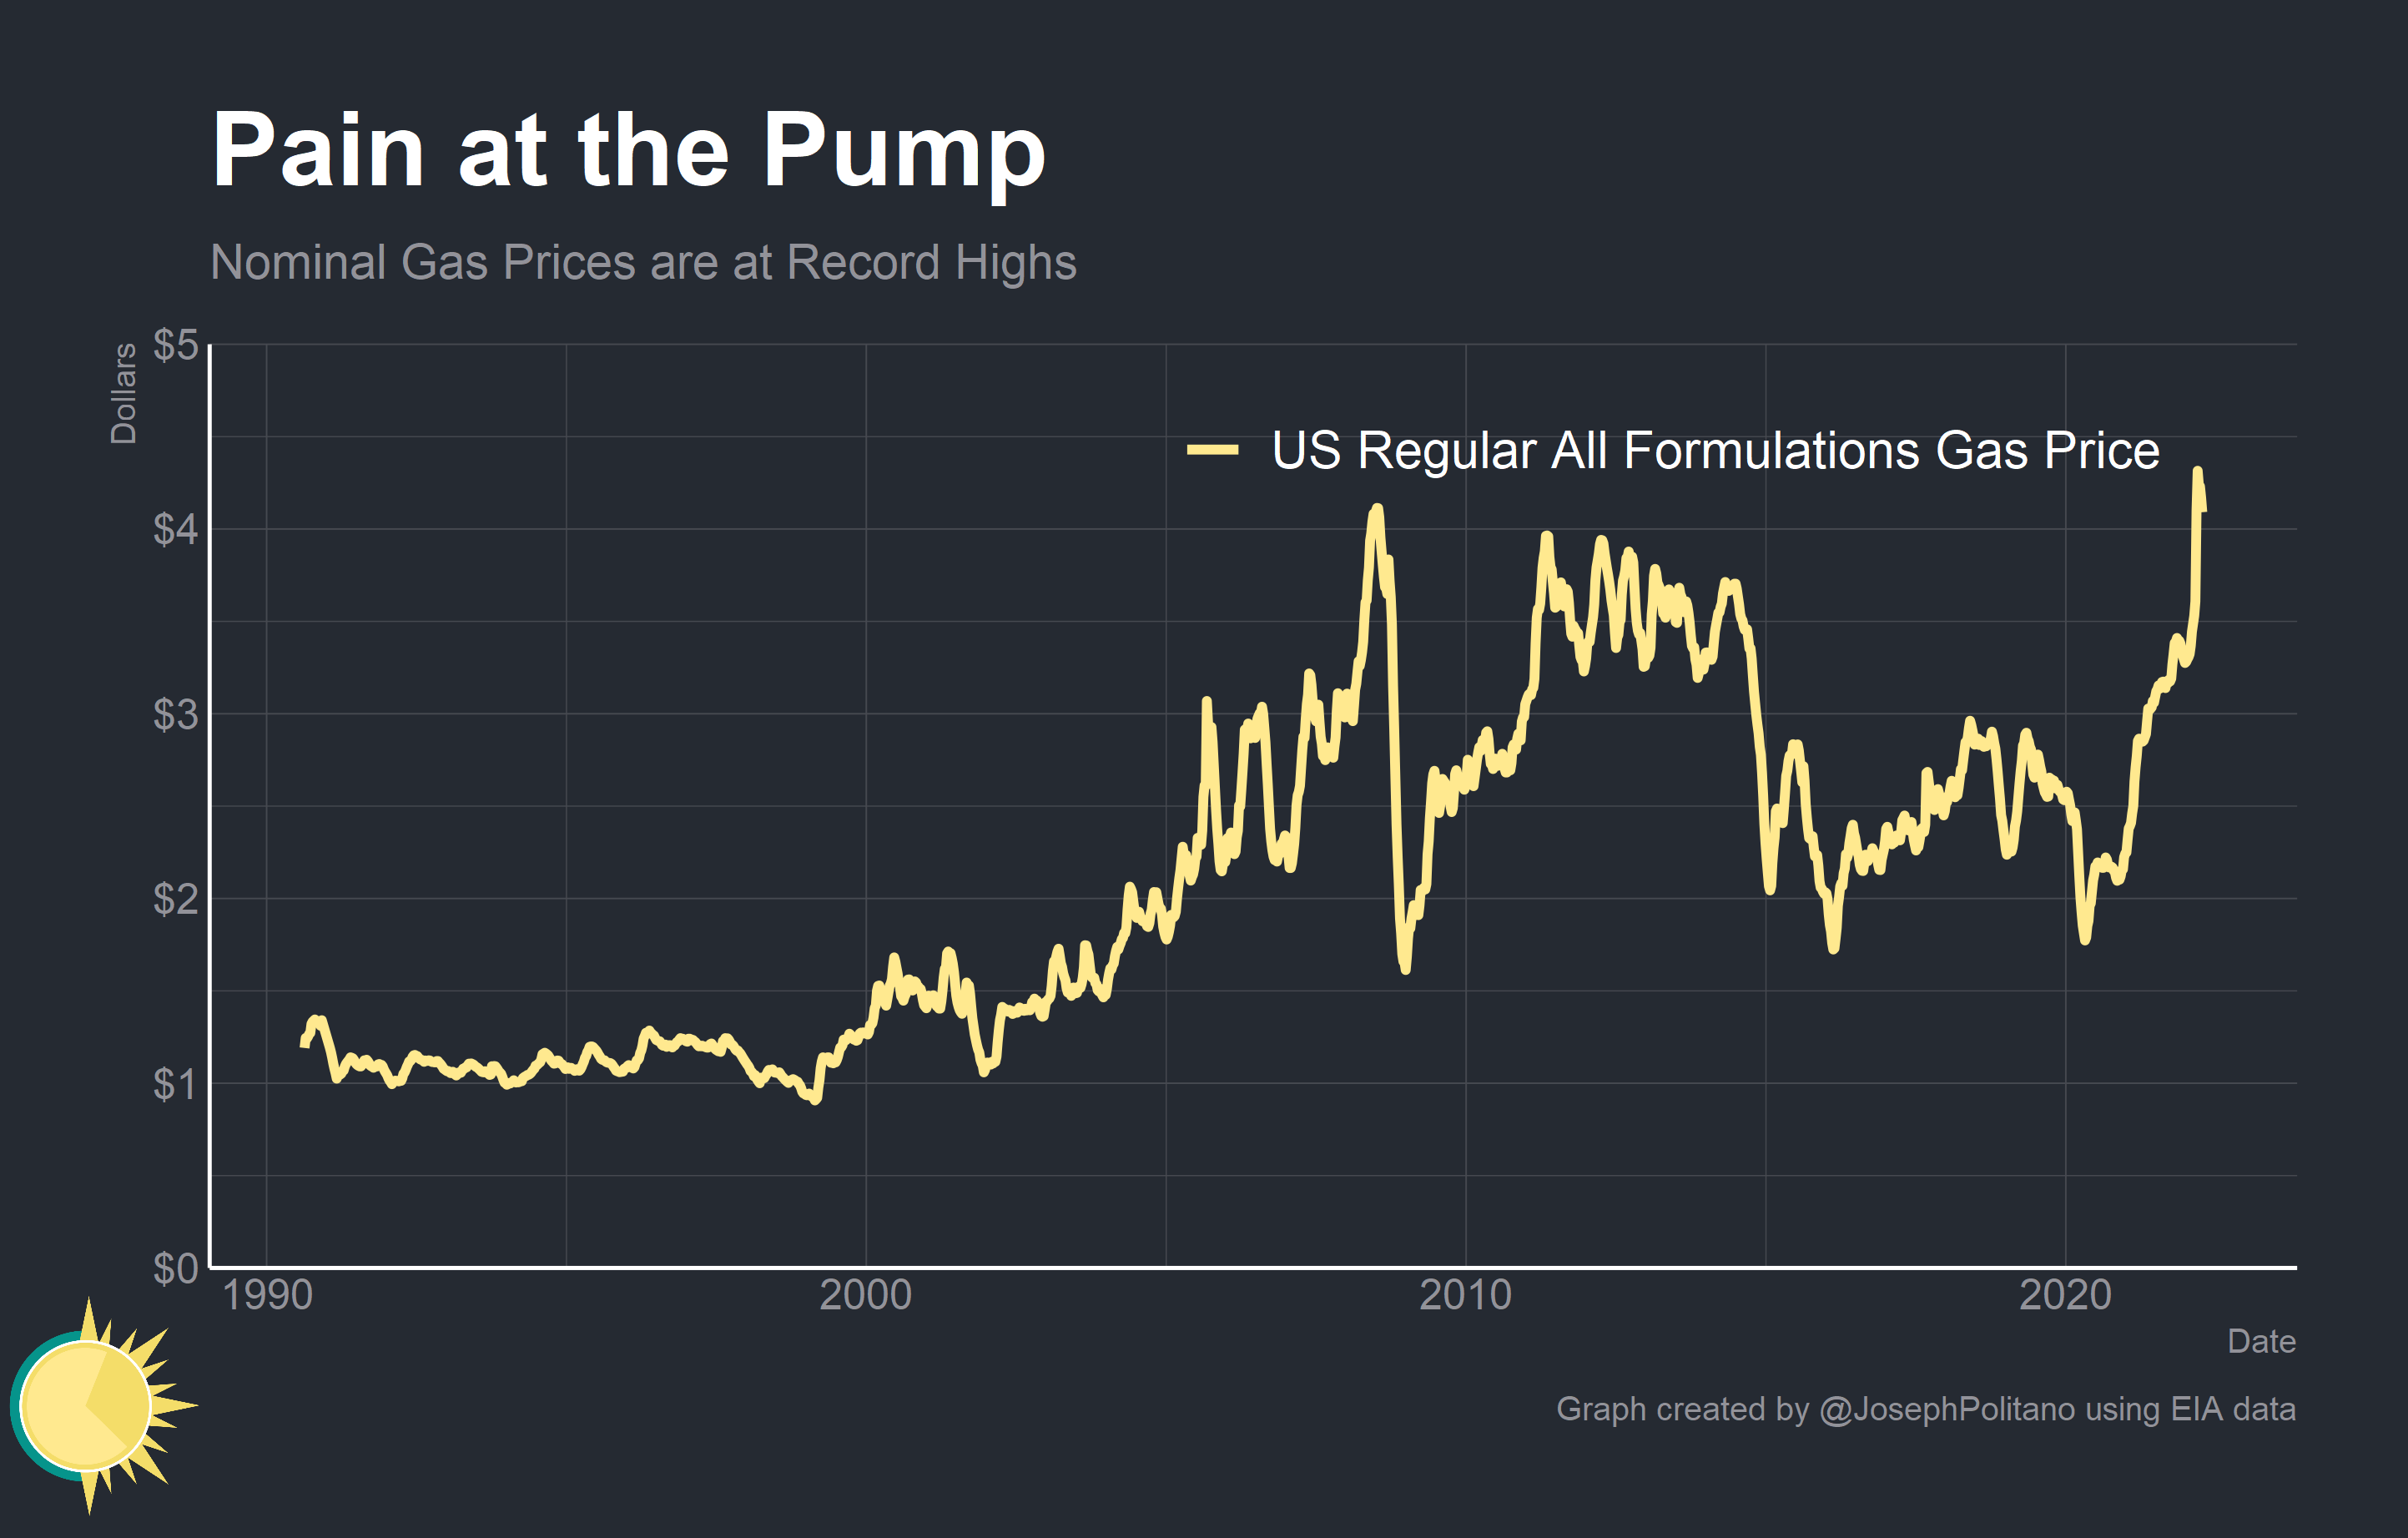 Pain at the Pump
Nominal Gas Prices are at Record Highs
Dollars
$5
$4
$3
$2
$1
$0
US Regular All Formulations Gas Price
1990
2000
2010
2020
Date
Graph created by @JosephPolitano using EIA data